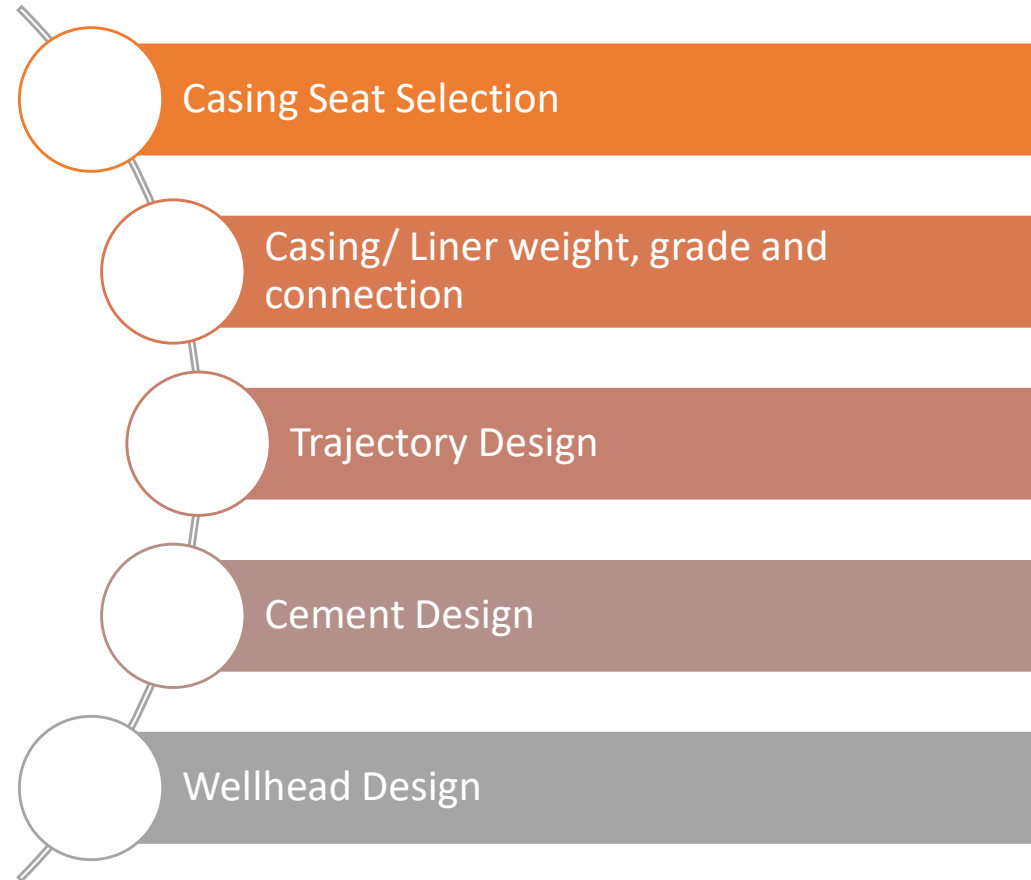 Casing Seat Selection
Casing/ Liner weight, grade and
connection
Trajectory Design
Cement Design
Wellhead Design